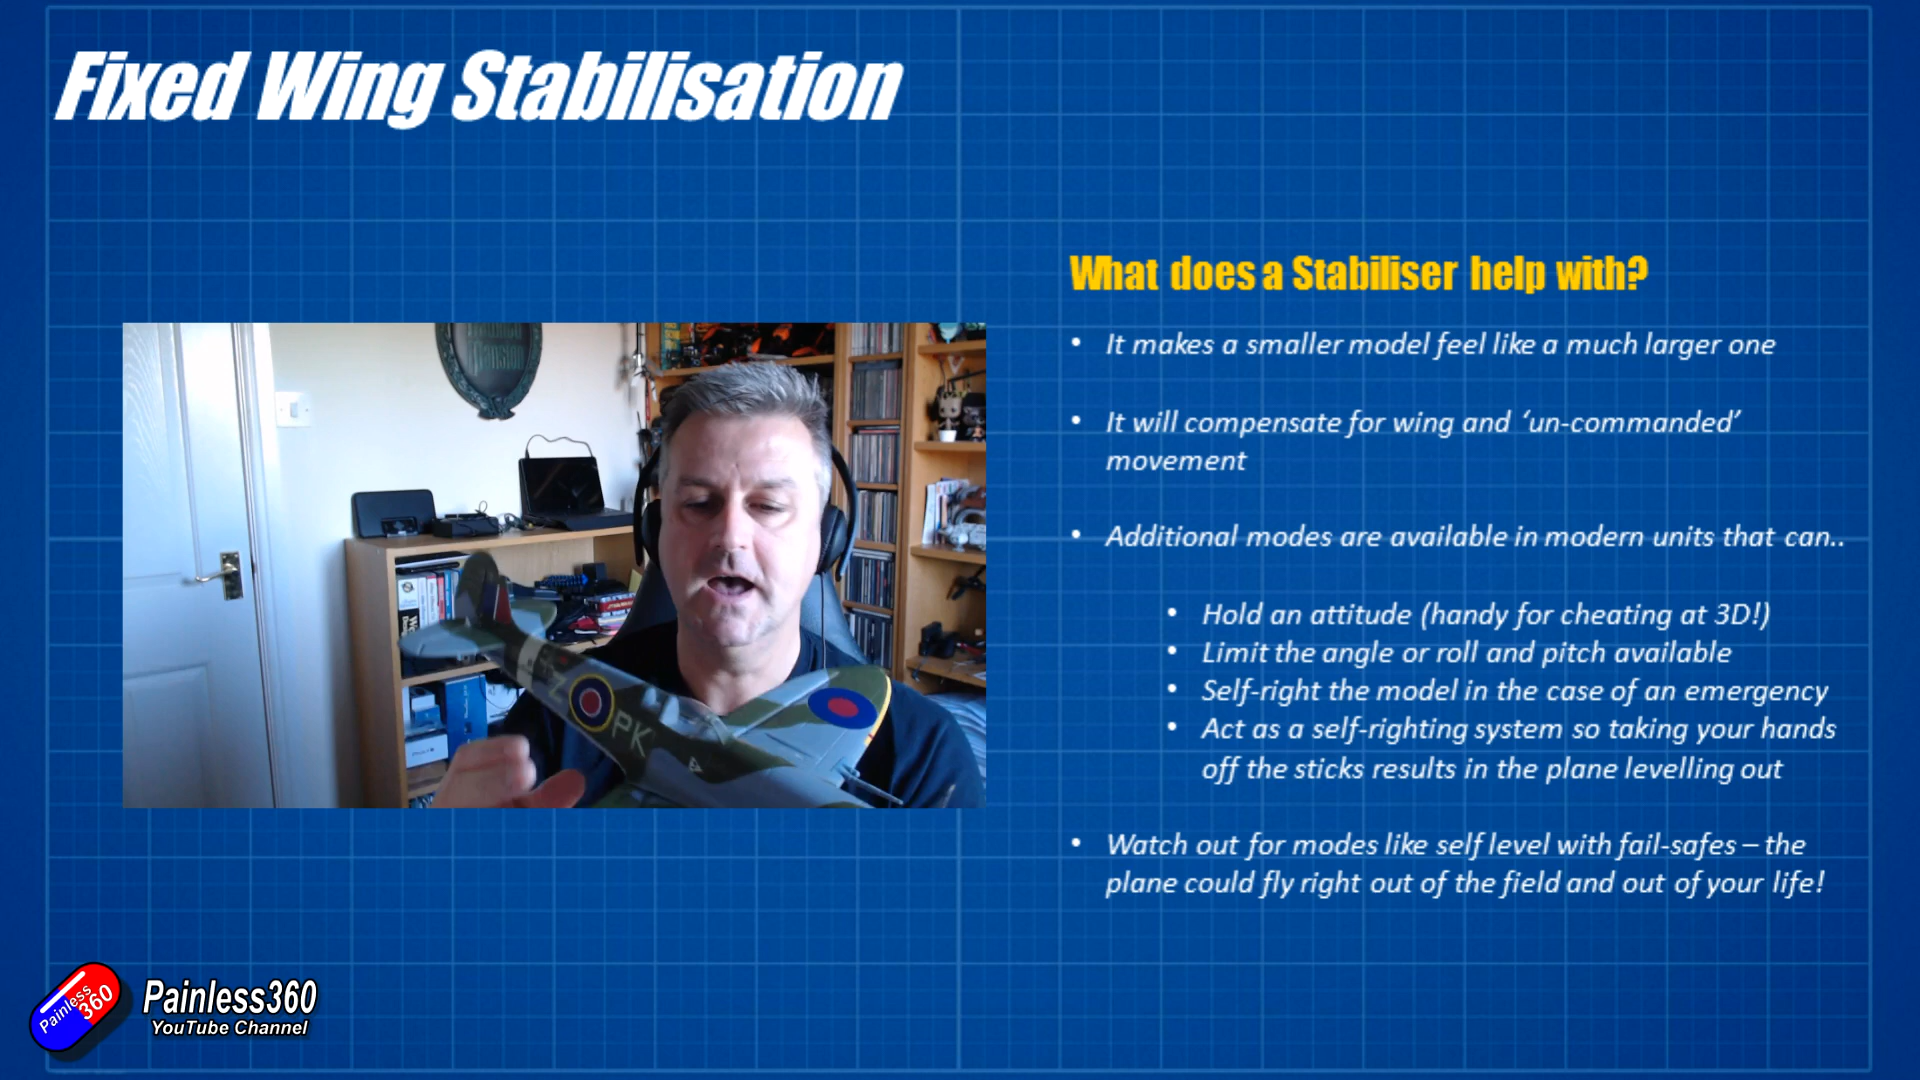 Fixed Wing Stabilisation
What does a Stabiliser help with?
• It makes a smaller model feel like a much larger one
• It will compensate for wing and ‘un-commanded’
movement
• Additional modes are available in modern units that can..
• Hold an attitude (handy for cheating at 3D!)
• Limit the angle or roll and pitch available
• Self-right the model in the case of an emergency
• Act as a self-righting system so taking your hands
off the sticks results in the plane levelling out
• Watch out for modes like self level with fail-safes – the
plane could fly right out of the field and out of your life!
Mansion
PK
Painless
360
Painless360
YouTube Channel